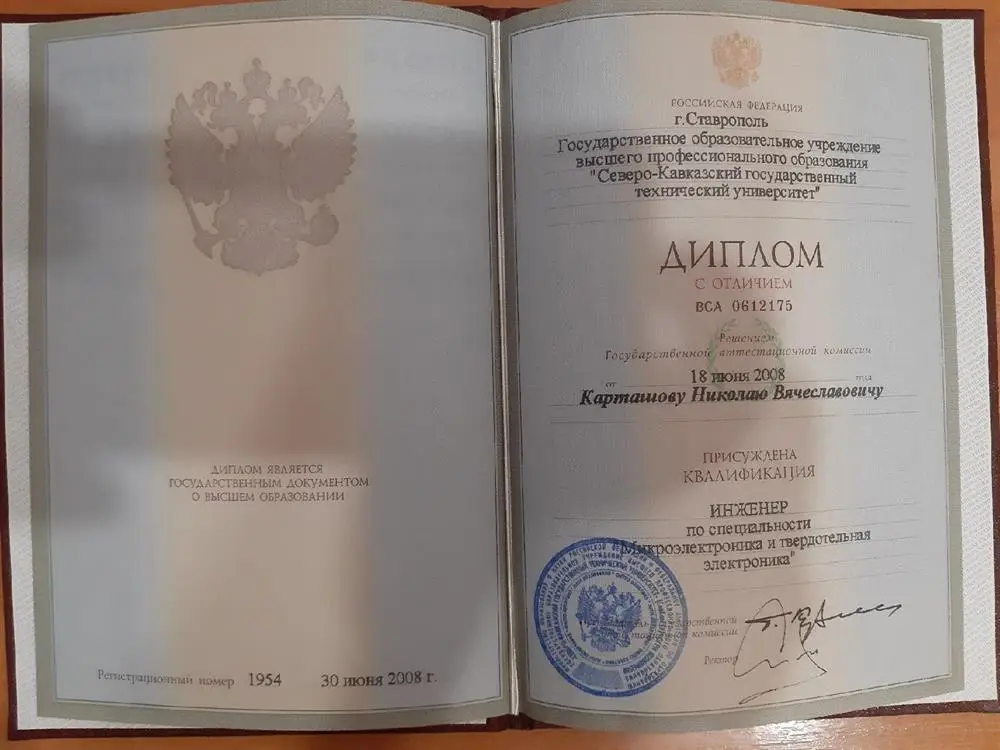 ДИПЛОМ ЯВЛЯЕТСЯ
ГОСУДАРСТВЕННЫМ ДОКУМЕНТОМ
О ВЫСШЕМ ОБРАЗОВАНИИ
Регистрационный номер 1954 30 июня 2008 г.
РОССИЙСКАЯ ФЕДЕРАЦИЯ
г.Ставрополь
Государственное образовательное учреждение
высшего профессионального образования
"Северо-Кавказский государственный
технический университет"
ДИПЛОМ
С ОТЛИЧИЕМ
ВСА 0612175
Решением
Государственной аттестационной комиссии
от 18 июня 2008 года
Карташову Николаю Вячеславовичу
ПРИСУЖДЕНА
КВАЛИФИКАЦИЯ
ИНЖЕНЕР
по специальности
"Микроэлектроника и твердотельная
электроника"
комиссии
Ректор